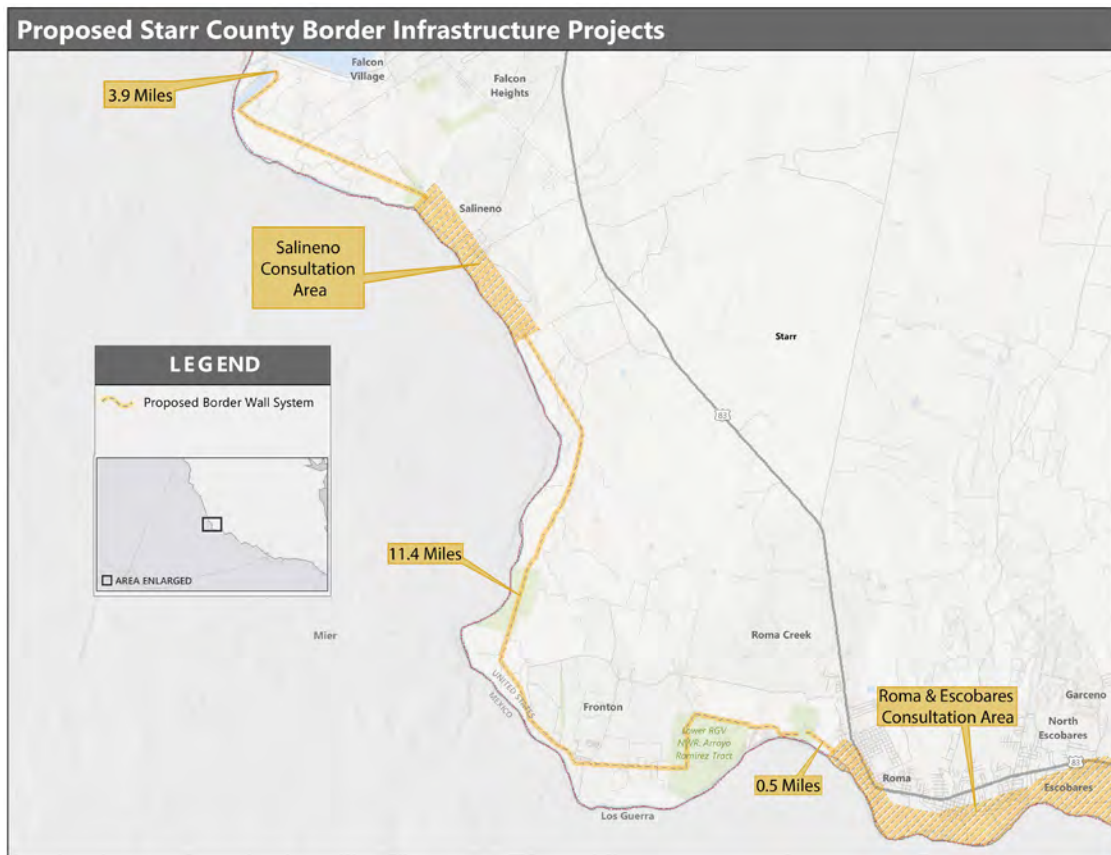 Proposed Starr County Border Infrastructure Projects
Falcon
Village
3.9 Miles
Falcon
Heights
Salineno
Salineno
Consultation
Area
Starr
LEGEND
Proposed Border Wall System
83
AREA ENLARGED
11.4 Miles
Mier
Roma Creek
UNITED STATES
MEXICO
Fronton
Roma & Escobares
Consultation Area
Garceno
North
Escobares
Lower RGV
NWR: Arroyo
Ramirez Tract
83
Roma
Escobares
0.5 Miles
Los Guerra